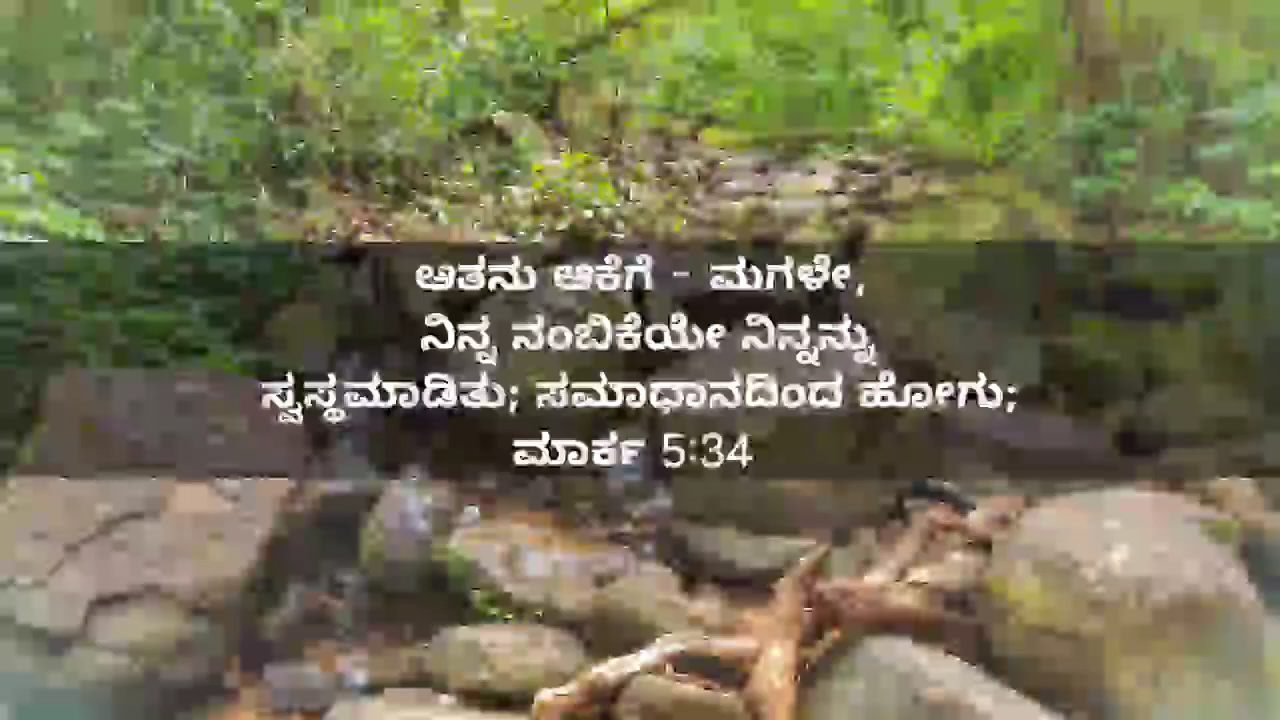 ಆತನು ಆಕೆಗೆ - ಮಗಳೇ,
ನಿನ್ನ ನಂಬಿಕೆಯೇ ನಿನ್ನನ್ನು
ಸ್ವಸ್ಥಮಾಡಿತು; ಸಮಾಧಾನದಿಂದ ಹೋಗು;
ಮಾರ್ಕ 5:34